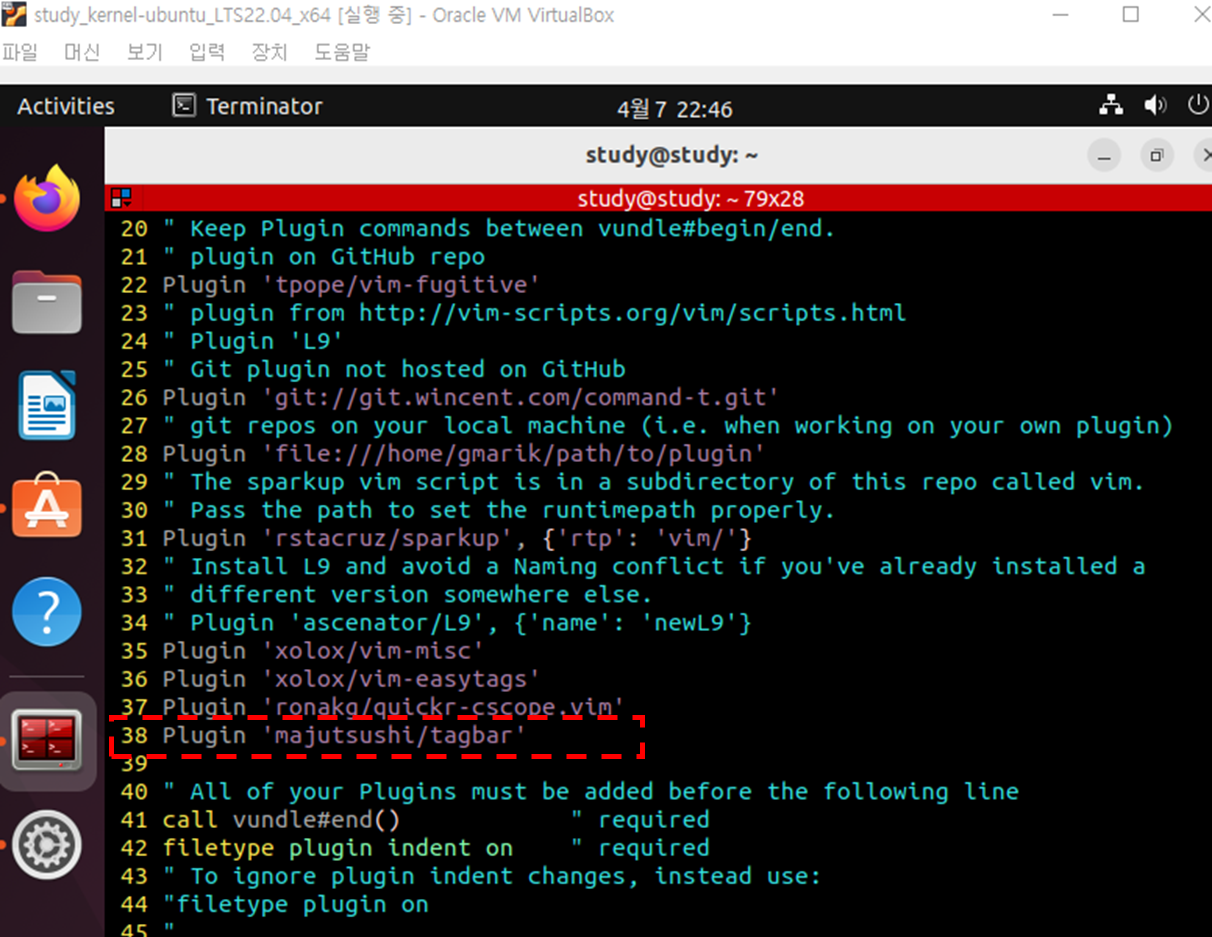 study_kernel-ubuntu_LTS22.04_x64 [실행 중] - Oracle VM VirtualBox
파일 머신 보기 입력 장치 도움말
Activities Terminator 4월 7 22:46
study@study: ~
study@study: ~ 79x28
20 " Keep Plugin commands between vundle#begin/end.
21 " plugin on GitHub repo
22 Plugin 'tpope/vim-fugitive'
23 " plugin from http://vim-scripts.org/vim/scripts.html
24 " Plugin 'L9'
25 " Git plugin not hosted on GitHub
26 Plugin 'git://git.wincent.com/command-t.git'
27 " git repos on your local machine (i.e. when working on your own plugin)
28 Plugin 'file:///home/gmarik/path/to/plugin'
29 " The sparkup vim script is in a subdirectory of this repo called vim.
30 " Pass the path to set the runtimepath properly.
31 Plugin 'rstacruz/sparkup', {'rtp': 'vim/'}
32 " Install L9 and avoid a Naming conflict if you've already installed a
33 " different version somewhere else.
34 " Plugin 'ascenator/L9', {'name': 'newL9'}
35 Plugin 'xolox/vim-misc'
36 Plugin 'xolox/vim-easytags'
37 Plugin 'ronakg/quickr-cscope.vim'
38 Plugin 'majutsushi/tagbar'
39
40 " All of your Plugins must be added before the following line
41 call vundle#end() " required
42 filetype plugin indent on " required
43 " To ignore plugin indent changes, instead use:
44 "filetype plugin on
45 "